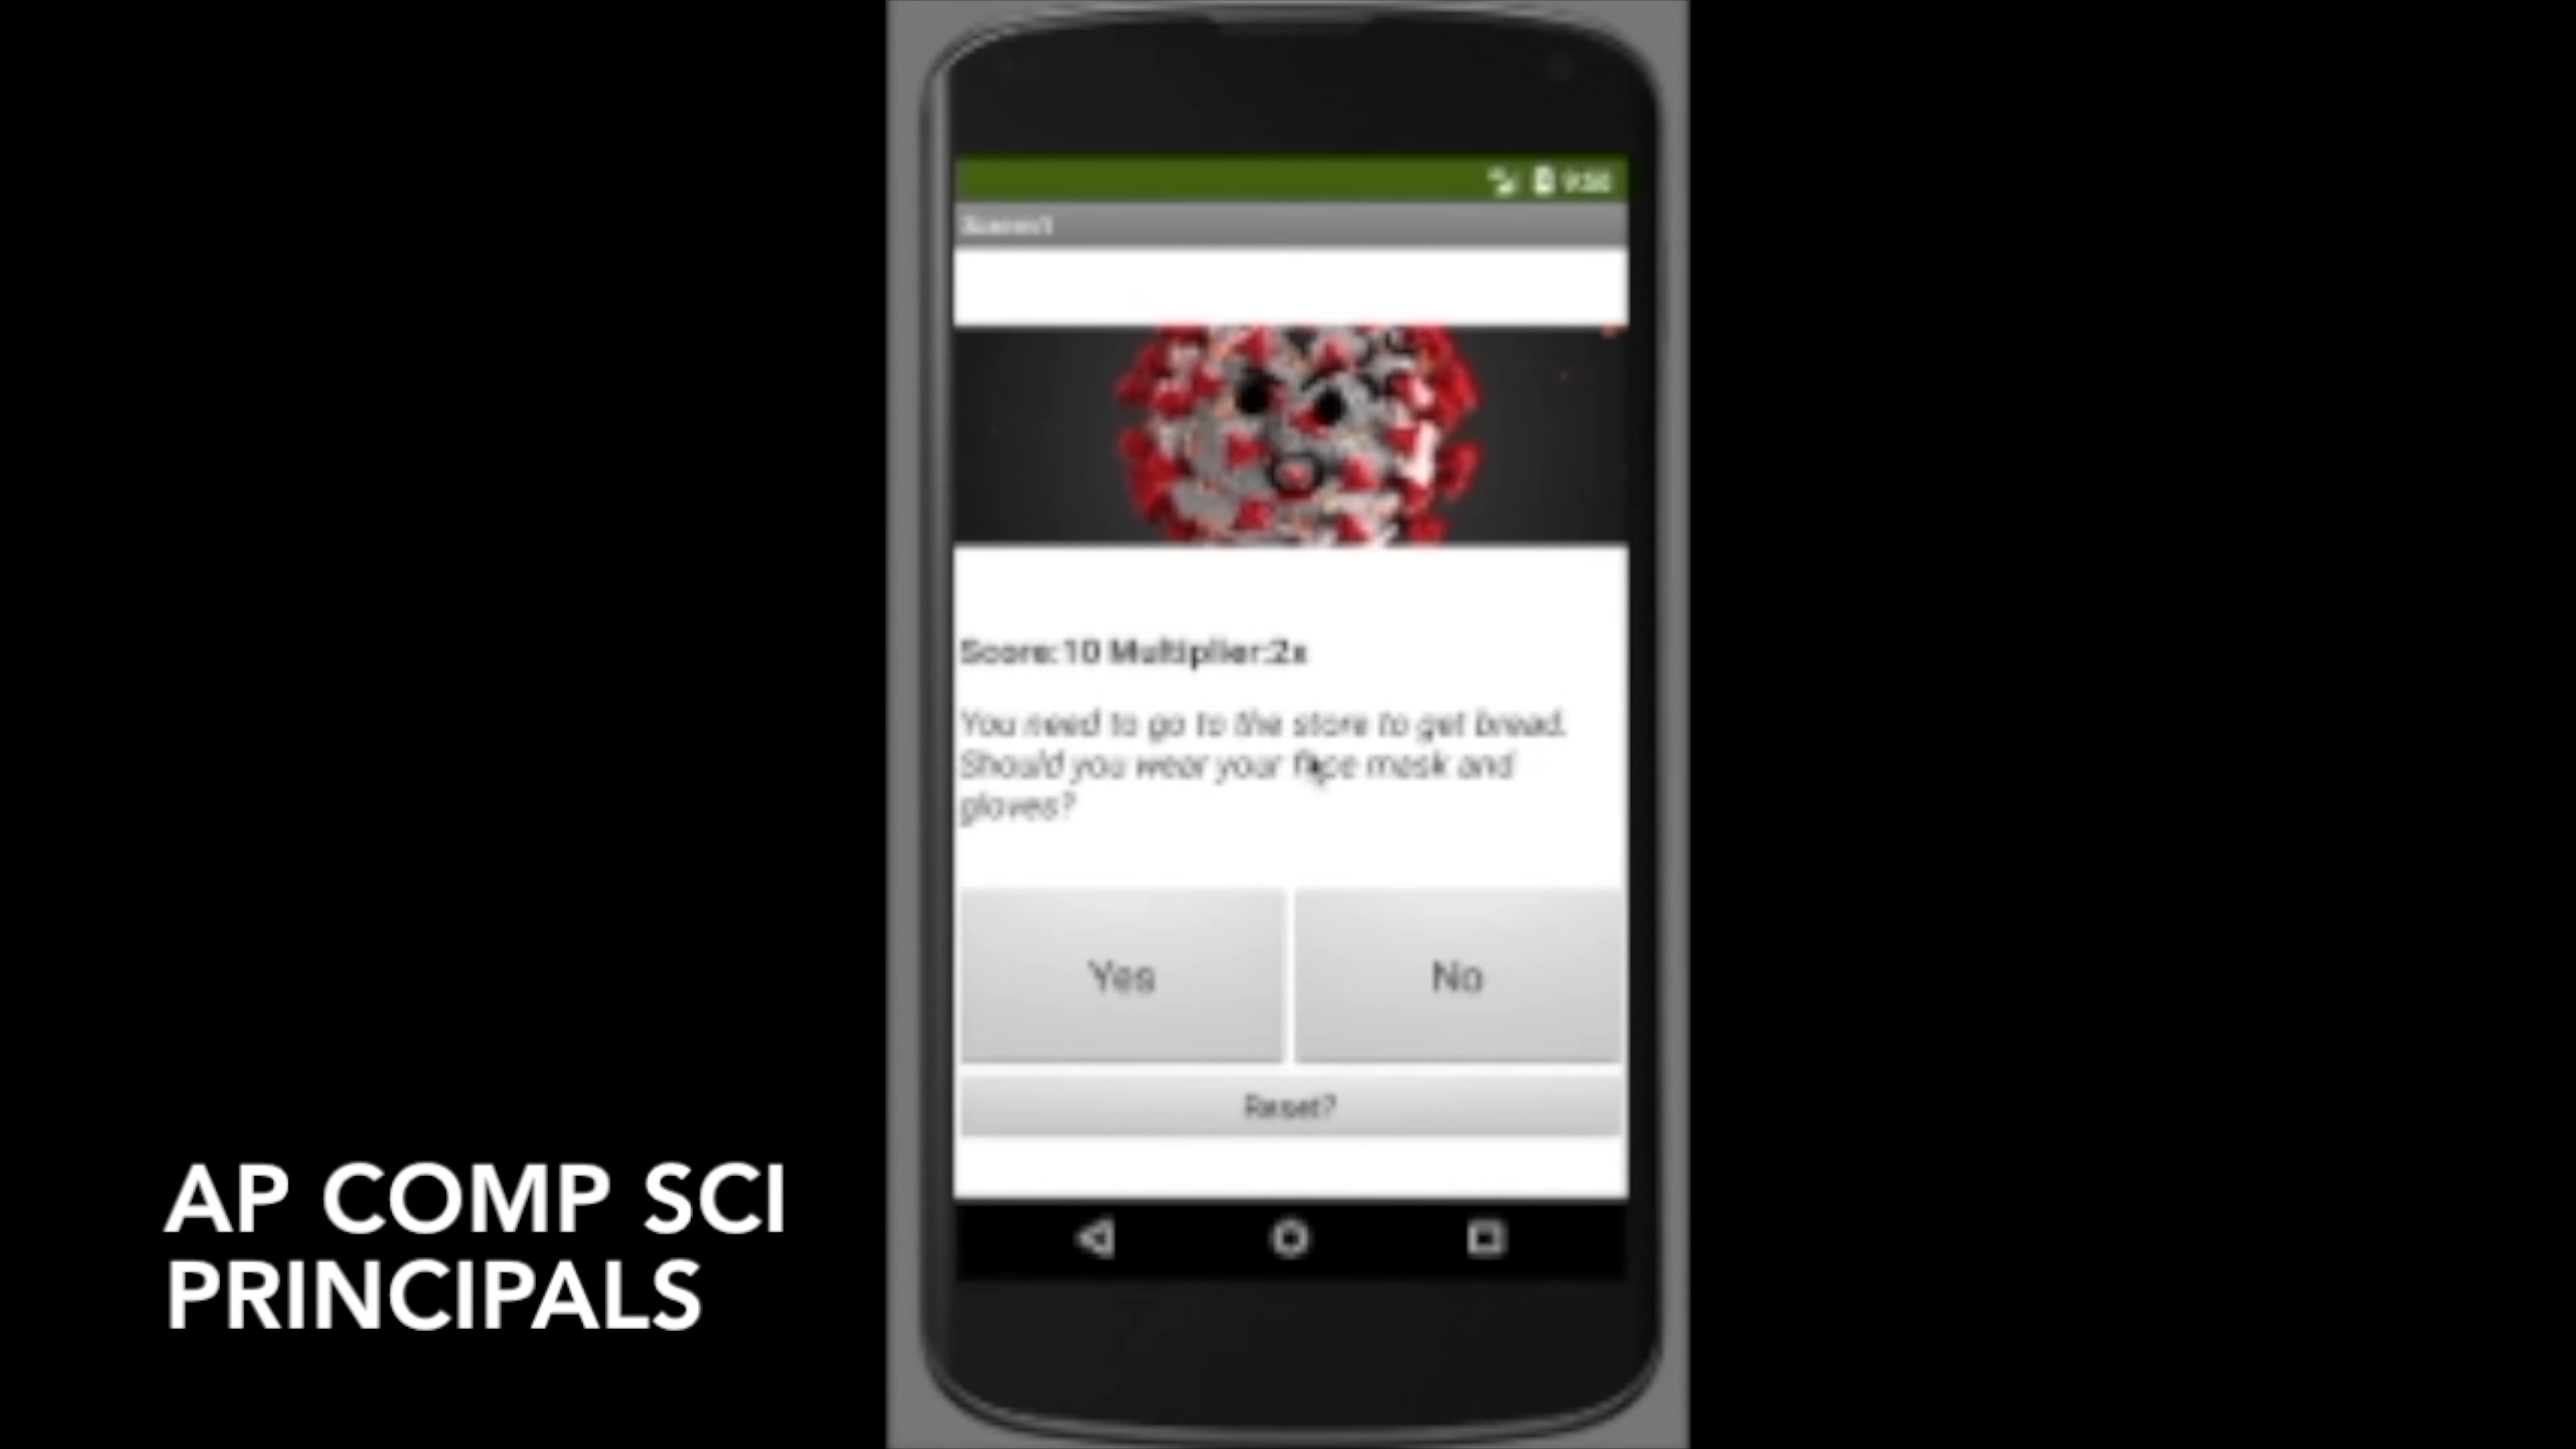 Screen1
Score:10 Multiplier:2x
You need to go to the store to get bread.
Should you wear your face mask and
gloves?
Yes
No
Reset?
AP COMP SCI
PRINCIPALS